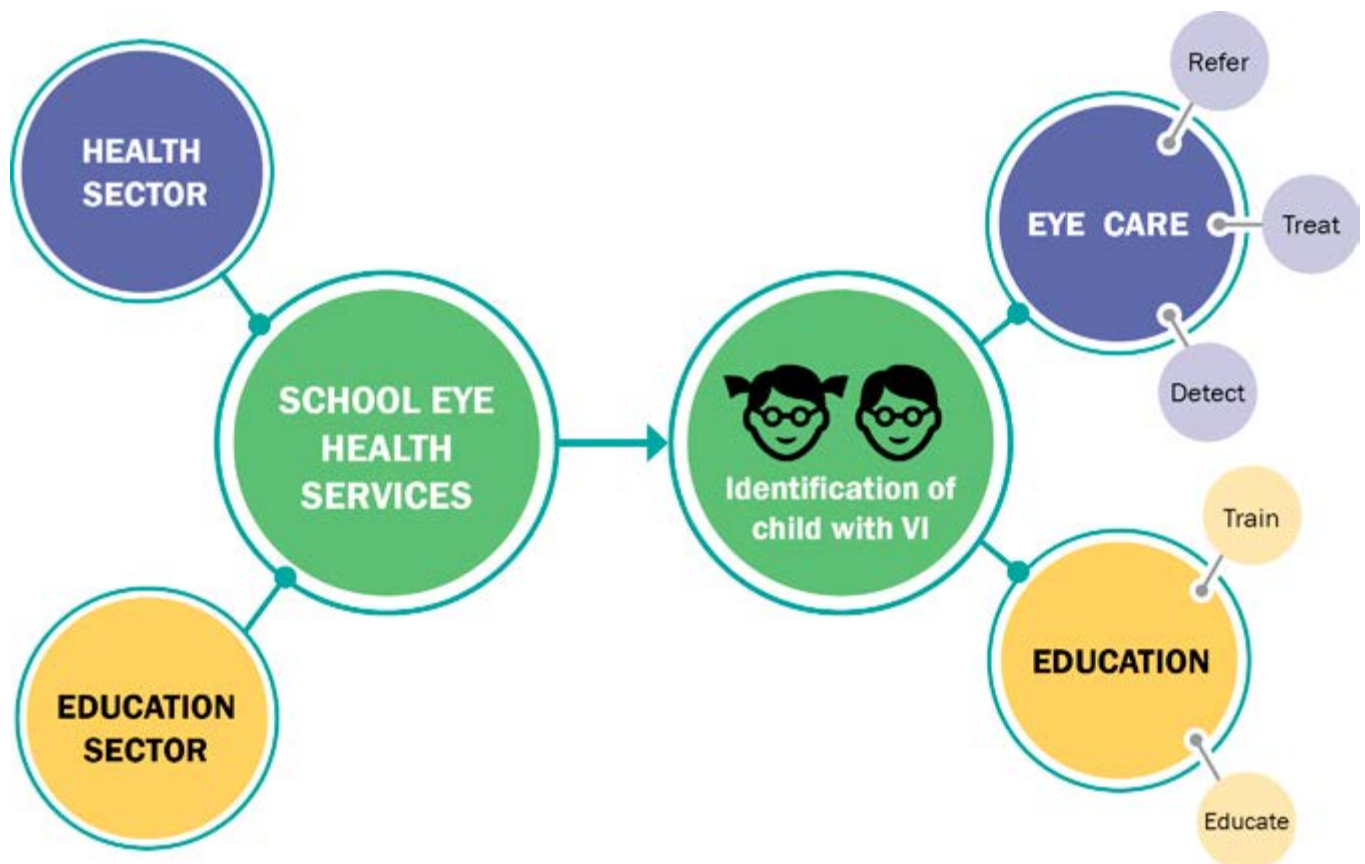 HEALTH
SECTOR
EDUCATION
SECTOR
SCHOOL EYE
HEALTH
SERVICES
Identification of
child with VI
EYE CARE
Refer
Treat
Detect
EDUCATION
Train
Educate